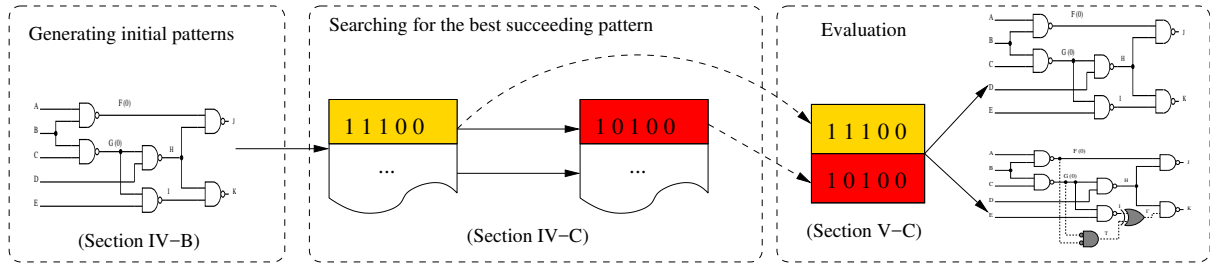 Generating initial patterns
A
B
C
D
E
F(0)
G(0)
H
I
J
K
(Section IV−B)
Searching for the best succeeding pattern
1 1 1 0 0
...
1 0 1 0 0
...
(Section IV−C)
Evaluation
1 1 1 0 0
1 0 1 0 0
(Section V−C)
A
B
C
D
E
F(0)
G(0)
H
I
J
K
A
B
C
D
E
F(0)
G(0)
H
I
I'
T
J
K